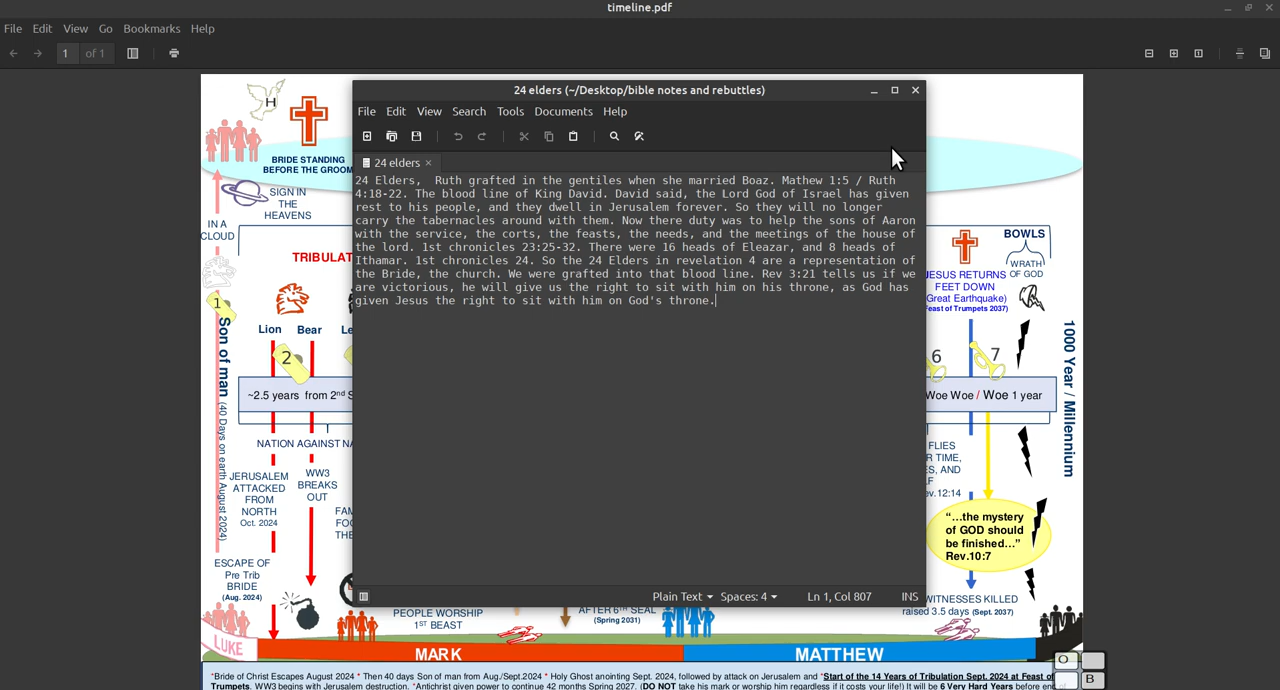 timeline.pdf
File Edit View Go Bookmarks Help
1 of 1
24 elders (~/Desktop/bible notes and rebuttles)
File Edit View Search Tools Documents Help
24 elders
24 Elders, Ruth grafted in the gentiles when she married Boaz. Mathew 1:5 / Ruth
4:18-22. The blood line of King David. David said, the Lord God of Israel has given
rest to his people, and they dwell in Jerusalem forever. So they will no longer
carry the tabernacles around with them. Now there duty was to help the sons of Aaron
with the service, the corts, the feasts, the needs, and the meetings of the house of
the lord. 1st chronicles 23:25-32. There were 16 heads of Eleazar, and 8 heads of
Ithamar. 1st chronicles 24. So the 24 Elders in revelation 4 are a representation of
the Bride, the church. We were grafted into that blood line. Rev 3:21 tells us if we
are victorious, he will give us the right to sit with him on his throne, as God has
given Jesus the right to sit with him on God's throne.
Plain Text Spaces: 4 Ln 1, Col 807 INS
H
BRIDE STANDING
BEFORE THE GROOM
SIGN IN
THE
HEAVENS
IN A
CLOUD
TRIBULAT
1
Son of man (40 Days on earth August 2024)
Lion Bear Le
2
~2.5 years from 2nd S
NATION AGAINST NA
JERUSALEM
ATTACKED
FROM
NORTH
Oct. 2024
WW3
BREAKS
OUT
FAM
FOO
THE
ESCAPE OF
Pre Trib
BRIDE
(Aug. 2024)
PEOPLE WORSHIP
1ST BEAST
AFTER 6TH SEAL
(Spring 2031)
BOWLS
WRATH
OF GOD
ESUS RETURNS
FEET DOWN
Great Earthquake)
Feast of Trumpets 2037)
6 7
Woe Woe / Woe 1 year
1000 Year / Millennium
FLIES
R TIME,
ES, AND
LF
ev.12:14
“...the mystery
of GOD should
be finished...”
Rev.10:7
WITNESSES KILLED
raised 3.5 days (Sept. 2037)
LUKE
MARK
MATTHEW
O
B
*Bride of Christ Escapes August 2024 * Then 40 days Son of man from Aug./Sept.2024 * Holy Ghost anointing Sept. 2024, followed by attack on Jerusalem and *Start of the 14 Years of Tribulation Sept. 2024 at Feast of
Trumpets. WW3 begins with Jerusalem destruction. *Antichrist given power to continue 42 months Spring 2027. (DO NOT take his mark or worship him regardless if it costs your life!) It will be 6 Very Hard Years before end